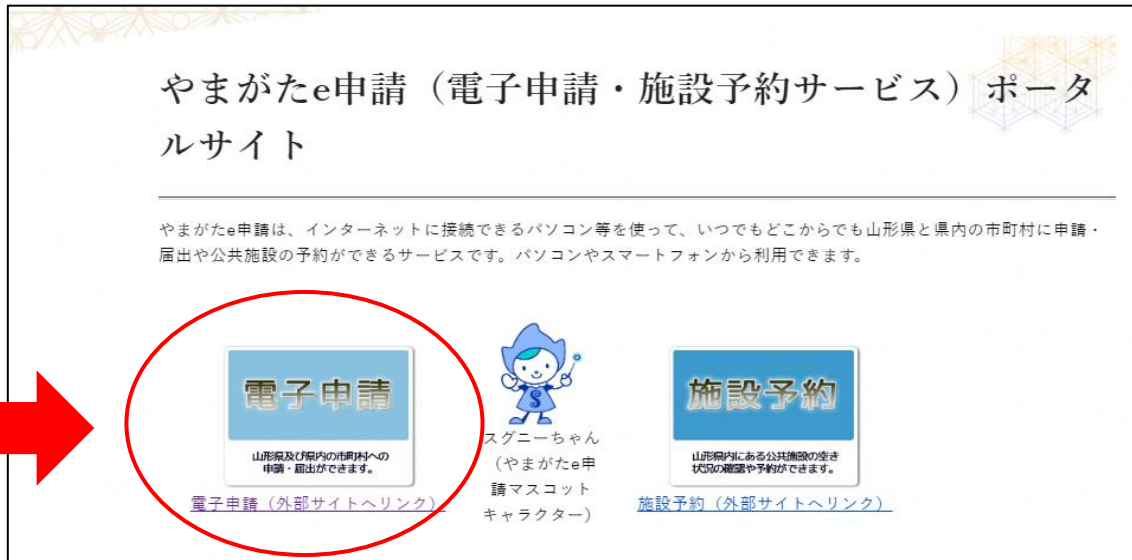 やまがたe申請（電子申請・施設予約サービス）ポータ
ルサイト
やまがたe申請は、インターネットに接続できるパソコン等を使って、いつでもどこからでも山形県と県内の市町村に申請・
届出や公共施設の予約ができるサービスです。パソコンやスマートフォンから利用できます。
電子申請
山形県及び県内の市町村への
申請・届出ができます。
電子申請（外部サイトへリンク）
S
スグニーちゃん
（やまがたe申
請マスコット
キャラクター）
施設予約
山形県内にある公共施設の空き
状況の確認や予約ができます。
施設予約（外部サイトへリンク）